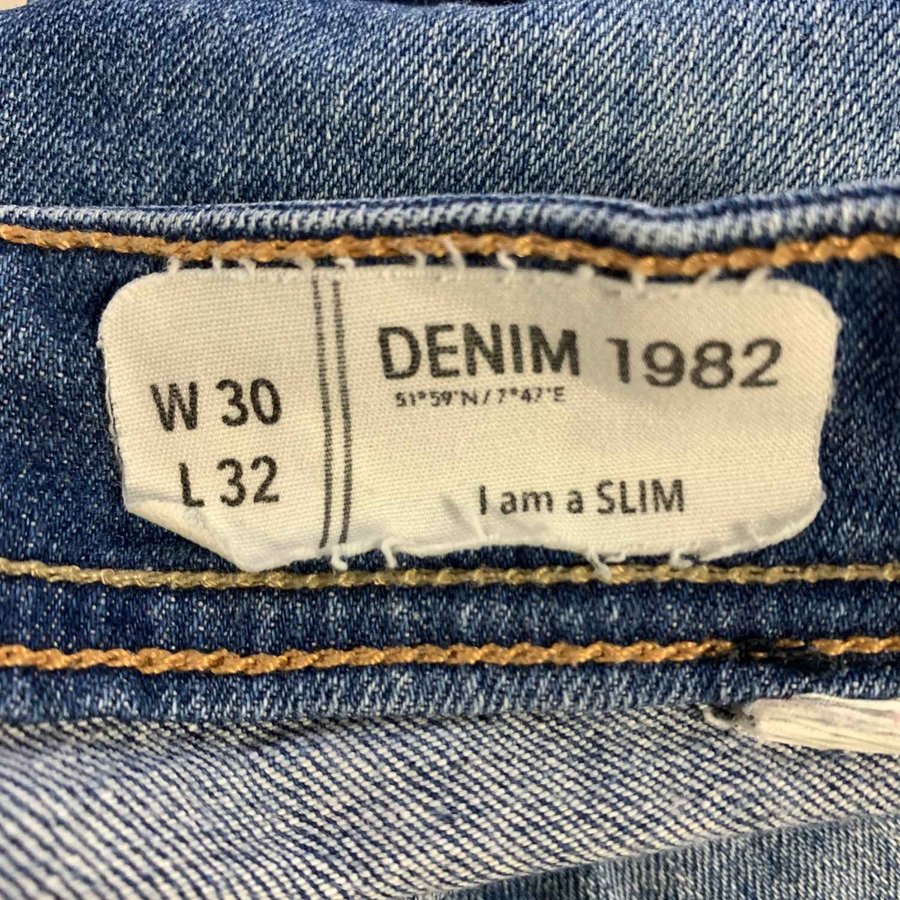 W 30
L 32
DENIM 1982
51°59'N / 7°47'E
I am a SLIM